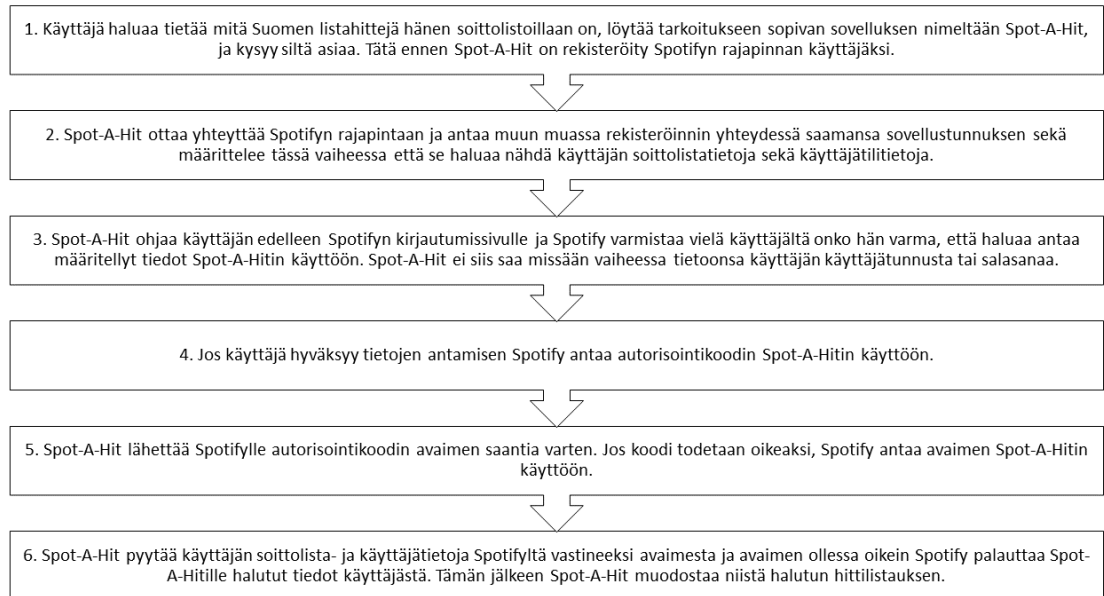 1. Käyttäjä haluaa tietää mitä Suomen listahittejä hänen soittolistoillaan on, löytää tarkoitukseen sopivan sovelluksen nimeltään Spot-A-Hit,
ja kysyy siltä asiaa. Tätä ennen Spot-A-Hit on rekisteröity Spotifyn rajapinnan käyttäjäksi.
2. Spot-A-Hit ottaa yhteyttää Spotifyn rajapintaan ja antaa muun muassa rekisteröinnin yhteydessä saamansa sovellustunnuksen sekä
määrittelee tässä vaiheessa että se haluaa nähdä käyttäjän soittolistatietoja sekä käyttäjätilitietoja.
3. Spot-A-Hit ohjaa käyttäjän edelleen Spotifyn kirjautumissivulle ja Spotify varmistaa vielä käyttäjältä onko hän varma, että haluaa antaa
määritellyt tiedot Spot-A-Hitin käyttöön. Spot-A-Hit ei siis saa missään vaiheessa tietoonsa käyttäjän käyttäjätunnusta tai salasanaa.
4. Jos käyttäjä hyväksyy tietojen antamisen Spotify antaa autorisointikoodin Spot-A-Hitin käyttöön.
5. Spot-A-Hit lähettää Spotifylle autorisointikoodin avaimen saantia varten. Jos koodi todetaan oikeaksi, Spotify antaa avaimen Spot-A-Hitin
käyttöön.
6. Spot-A-Hit pyytää käyttäjän soittolista- ja käyttäjätietoja Spotifyltä vastineeksi avaimesta ja avaimen ollessa oikein Spotify palauttaa Spot-
A-Hitille halutut tiedot käyttäjästä. Tämän jälkeen Spot-A-Hit muodostaa niistä halutun hittilistauksen.